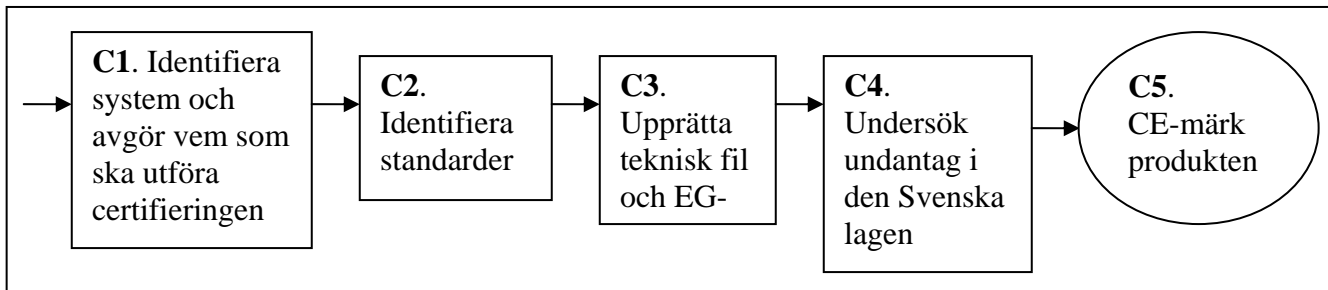 C1. Identifiera
system och
avgör vem som
ska utföra
certifieringen
C2.
Identifiera
standarder
C3.
Upprätta
teknisk fil
och EG-
C4.
Undersök
undantag i
den Svenska
lagen
C5.
CE-märk
produkten